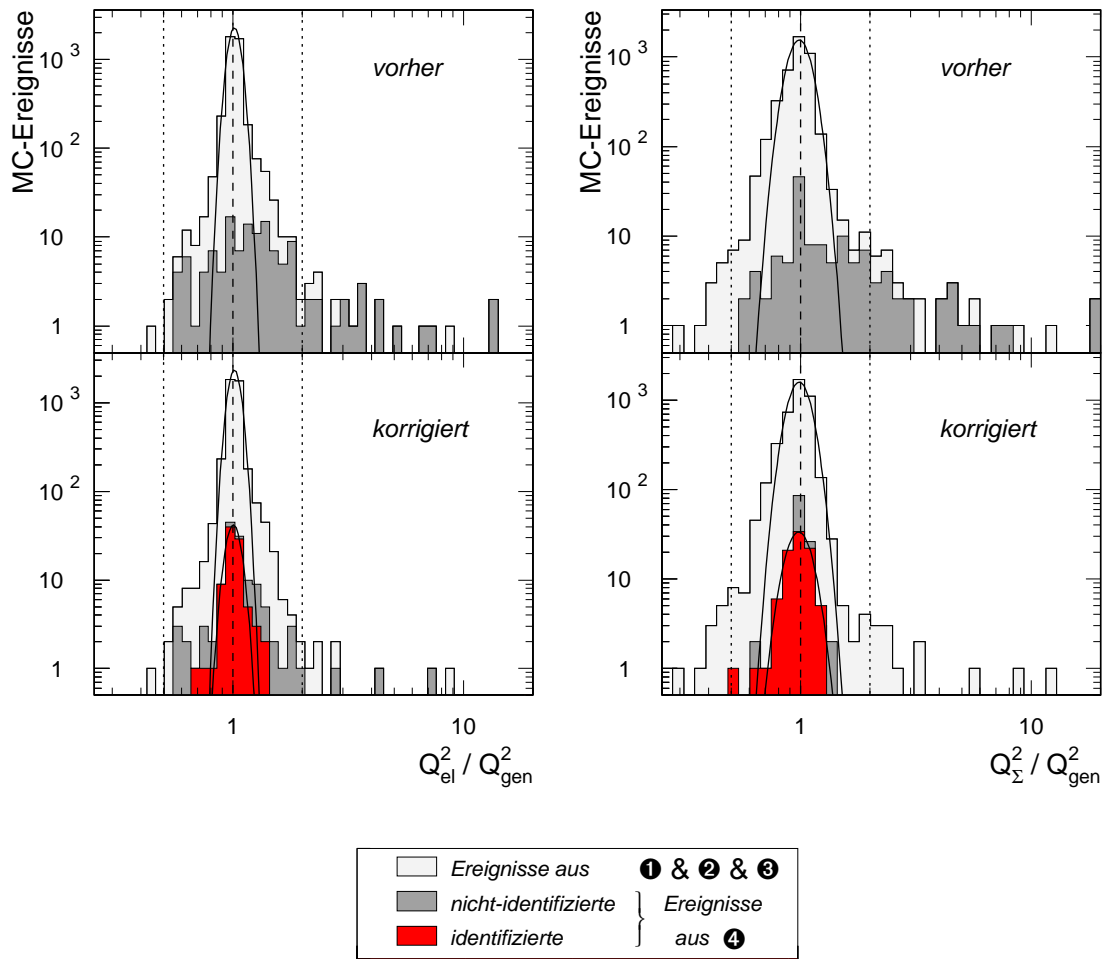 MC-Ereignisse
10³
10²
10
1
vorher
MC-Ereignisse
10³
10²
10
1
vorher
10³
10²
10
1
korrigiert
1
10
Q²el / Q²gen
10³
10²
10
1
korrigiert
1
10
Q²Σ / Q²gen
Ereignisse aus ❶ & ❷ & ❸
nicht-identifizierte } Ereignisse
identifizierte aus ❹